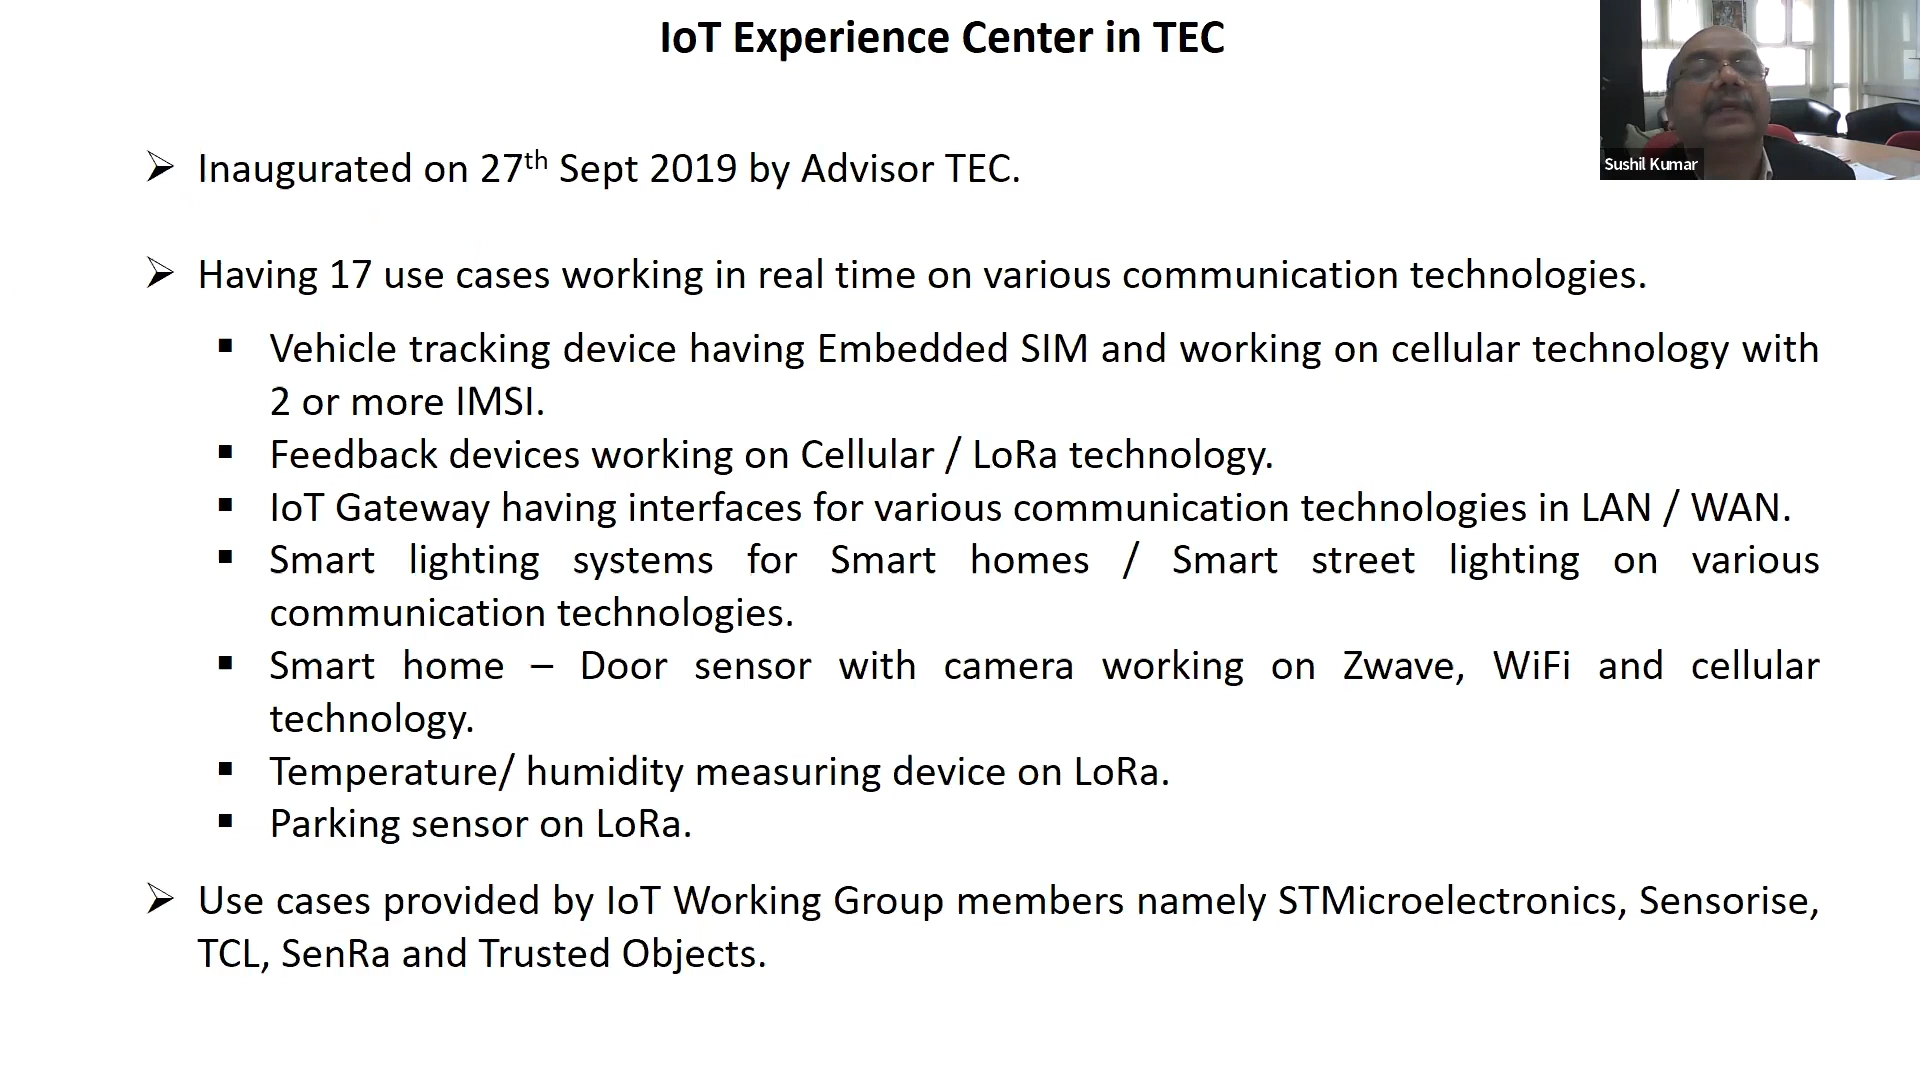 IoT Experience Center in TEC
Sushil Kumar
➢ Inaugurated on 27th Sept 2019 by Advisor TEC.
➢ Having 17 use cases working in real time on various communication technologies.
▪ Vehicle tracking device having Embedded SIM and working on cellular technology with
2 or more IMSI.
▪ Feedback devices working on Cellular / LoRa technology.
▪ IoT Gateway having interfaces for various communication technologies in LAN / WAN.
▪ Smart lighting systems for Smart homes / Smart street lighting on various
communication technologies.
▪ Smart home – Door sensor with camera working on Zwave, WiFi and cellular
technology.
▪ Temperature/ humidity measuring device on LoRa.
▪ Parking sensor on LoRa.
➢ Use cases provided by IoT Working Group members namely STMicroelectronics, Sensorise,
TCL, SenRa and Trusted Objects.